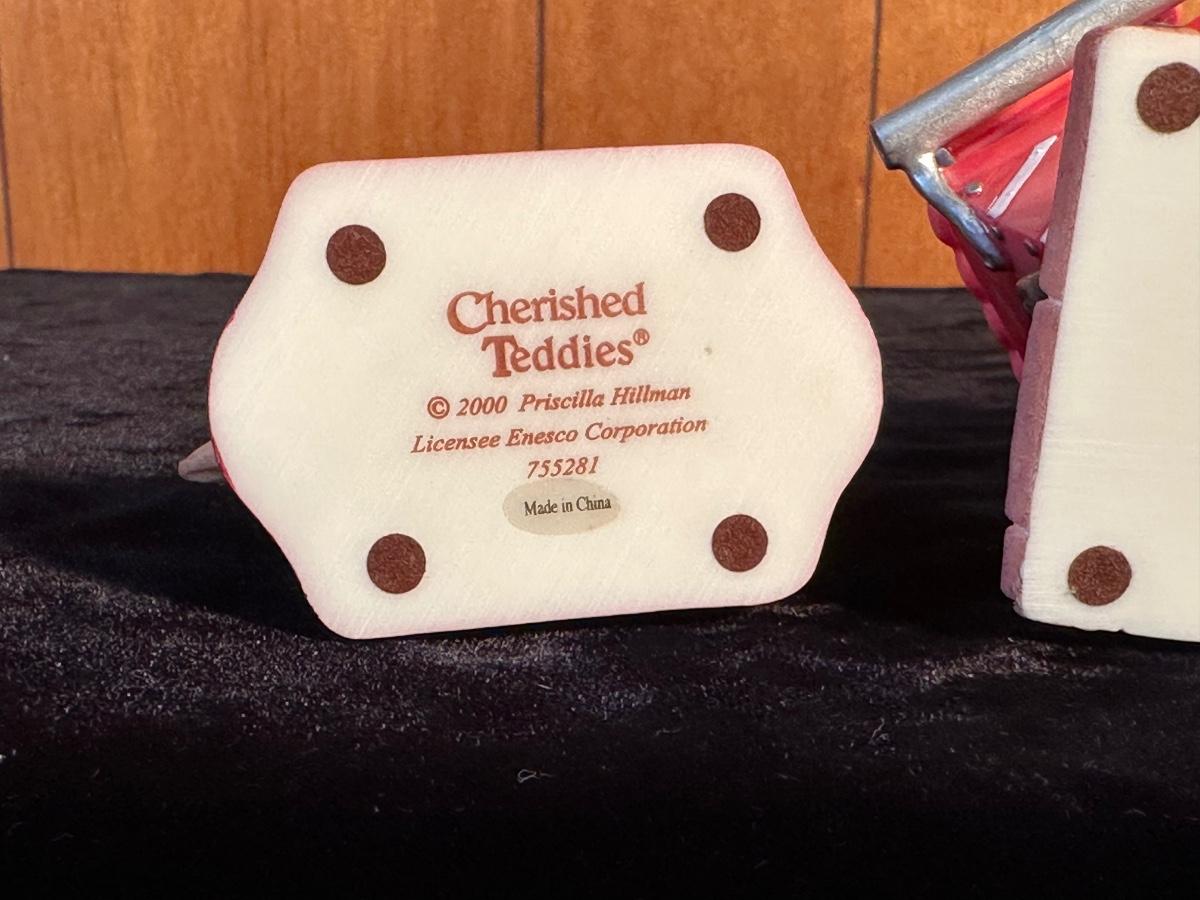 Cherished
Teddies®
© 2000 Priscilla Hillman
Licensee Enesco Corporation
755281
Made in China